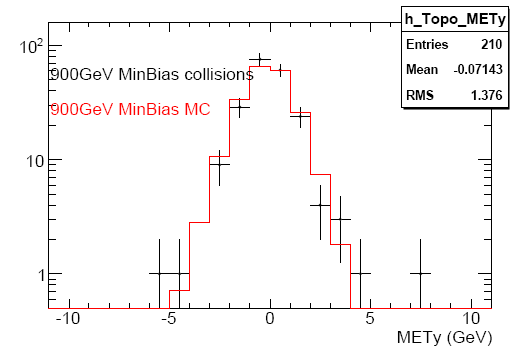 h_Topo_METy
Entries 210
Mean -0.07143
RMS 1.376
10²
900GeV MinBias collisions
900GeV MinBias MC
10
1
-10 -5 0 5 10
METy (GeV)